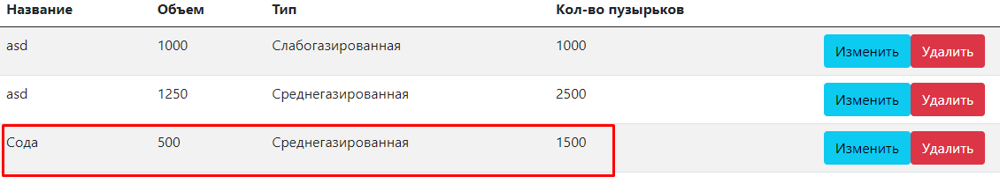 Название Объем Тип Кол-во пузырьков
asd 1000 Слабогазированная 1000 Изменить Удалить
asd 1250 Среднегазированная 2500 Изменить Удалить
Сода 500 Среднегазированная 1500 Изменить Удалить